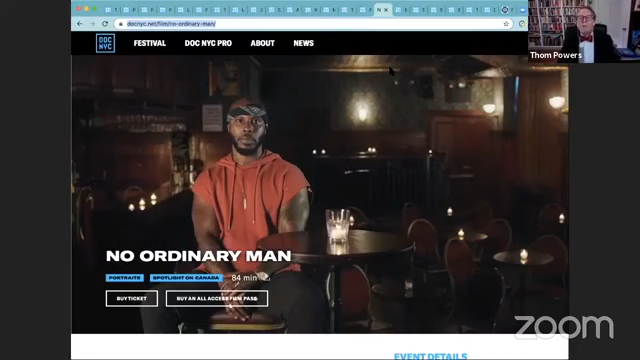 docnyc.net/film/no-ordinary-man/
DOC
NYC
FESTIVAL
DOC NYC PRO
ABOUT
NEWS
Thom Powers
NO ORDINARY MAN
PORTRAITS
SPOTLIGHT ON CANADA
84 min
BUY TICKET
BUY AN ALL ACCESS FILM PASS
zoom
EVENT DETAILS